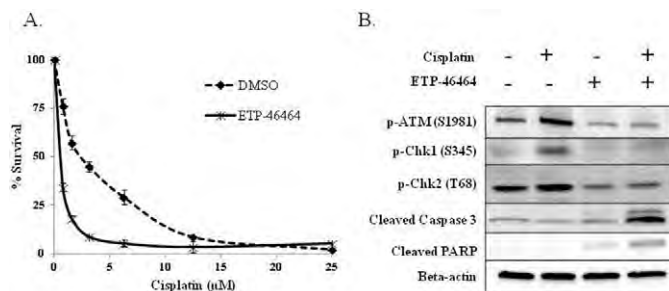 A.
100
75
50
25
0
% Survival
0
5
10
15
20
25
Cisplatin (µM)
DMSO
ETP-46464
B.
Cisplatin - + - +
ETP-46464 - - + +
p-ATM (S1981)
p-Chk1 (S345)
p-Chk2 (T68)
Cleaved Caspase 3
Cleaved PARP
Beta-actin